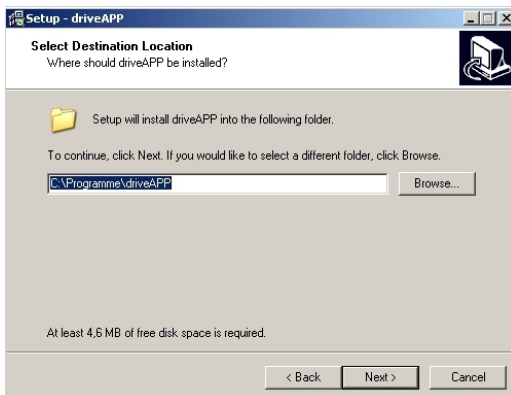 Setup - driveAPP
Select Destination Location
Where should driveAPP be installed?
Setup will install driveAPP into the following folder.
To continue, click Next. If you would like to select a different folder, click Browse.
C:\Programme\driveAPP
Browse...
At least 4,6 MB of free disk space is required.
< Back
Next >
Cancel